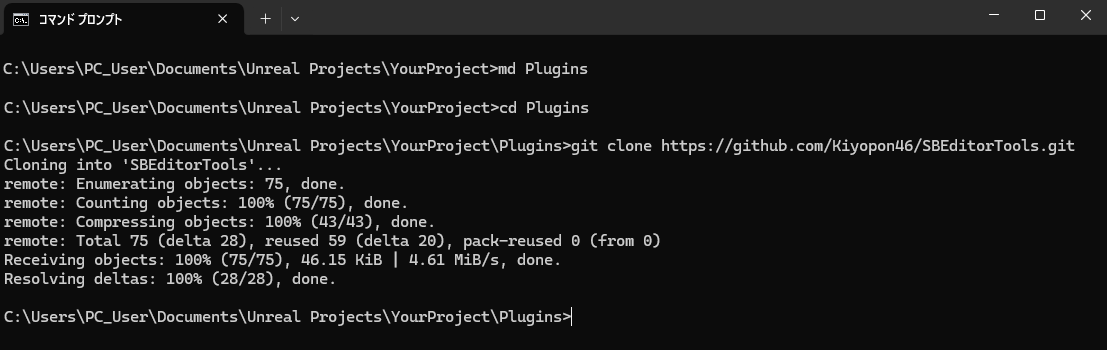 コマンド プロンプト
C:\Users\PC_User\Documents\Unreal Projects\YourProject>md Plugins
C:\Users\PC_User\Documents\Unreal Projects\YourProject>cd Plugins
C:\Users\PC_User\Documents\Unreal Projects\YourProject\Plugins>git clone https://github.com/Kiyopon46/SBEditorTools.git
Cloning into 'SBEditorTools'...
remote: Enumerating objects: 75, done.
remote: Counting objects: 100% (75/75), done.
remote: Compressing objects: 100% (43/43), done.
remote: Total 75 (delta 28), reused 59 (delta 20), pack-reused 0 (from 0)
Receiving objects: 100% (75/75), 46.15 KiB | 4.61 MiB/s, done.
Resolving deltas: 100% (28/28), done.
C:\Users\PC_User\Documents\Unreal Projects\YourProject\Plugins>